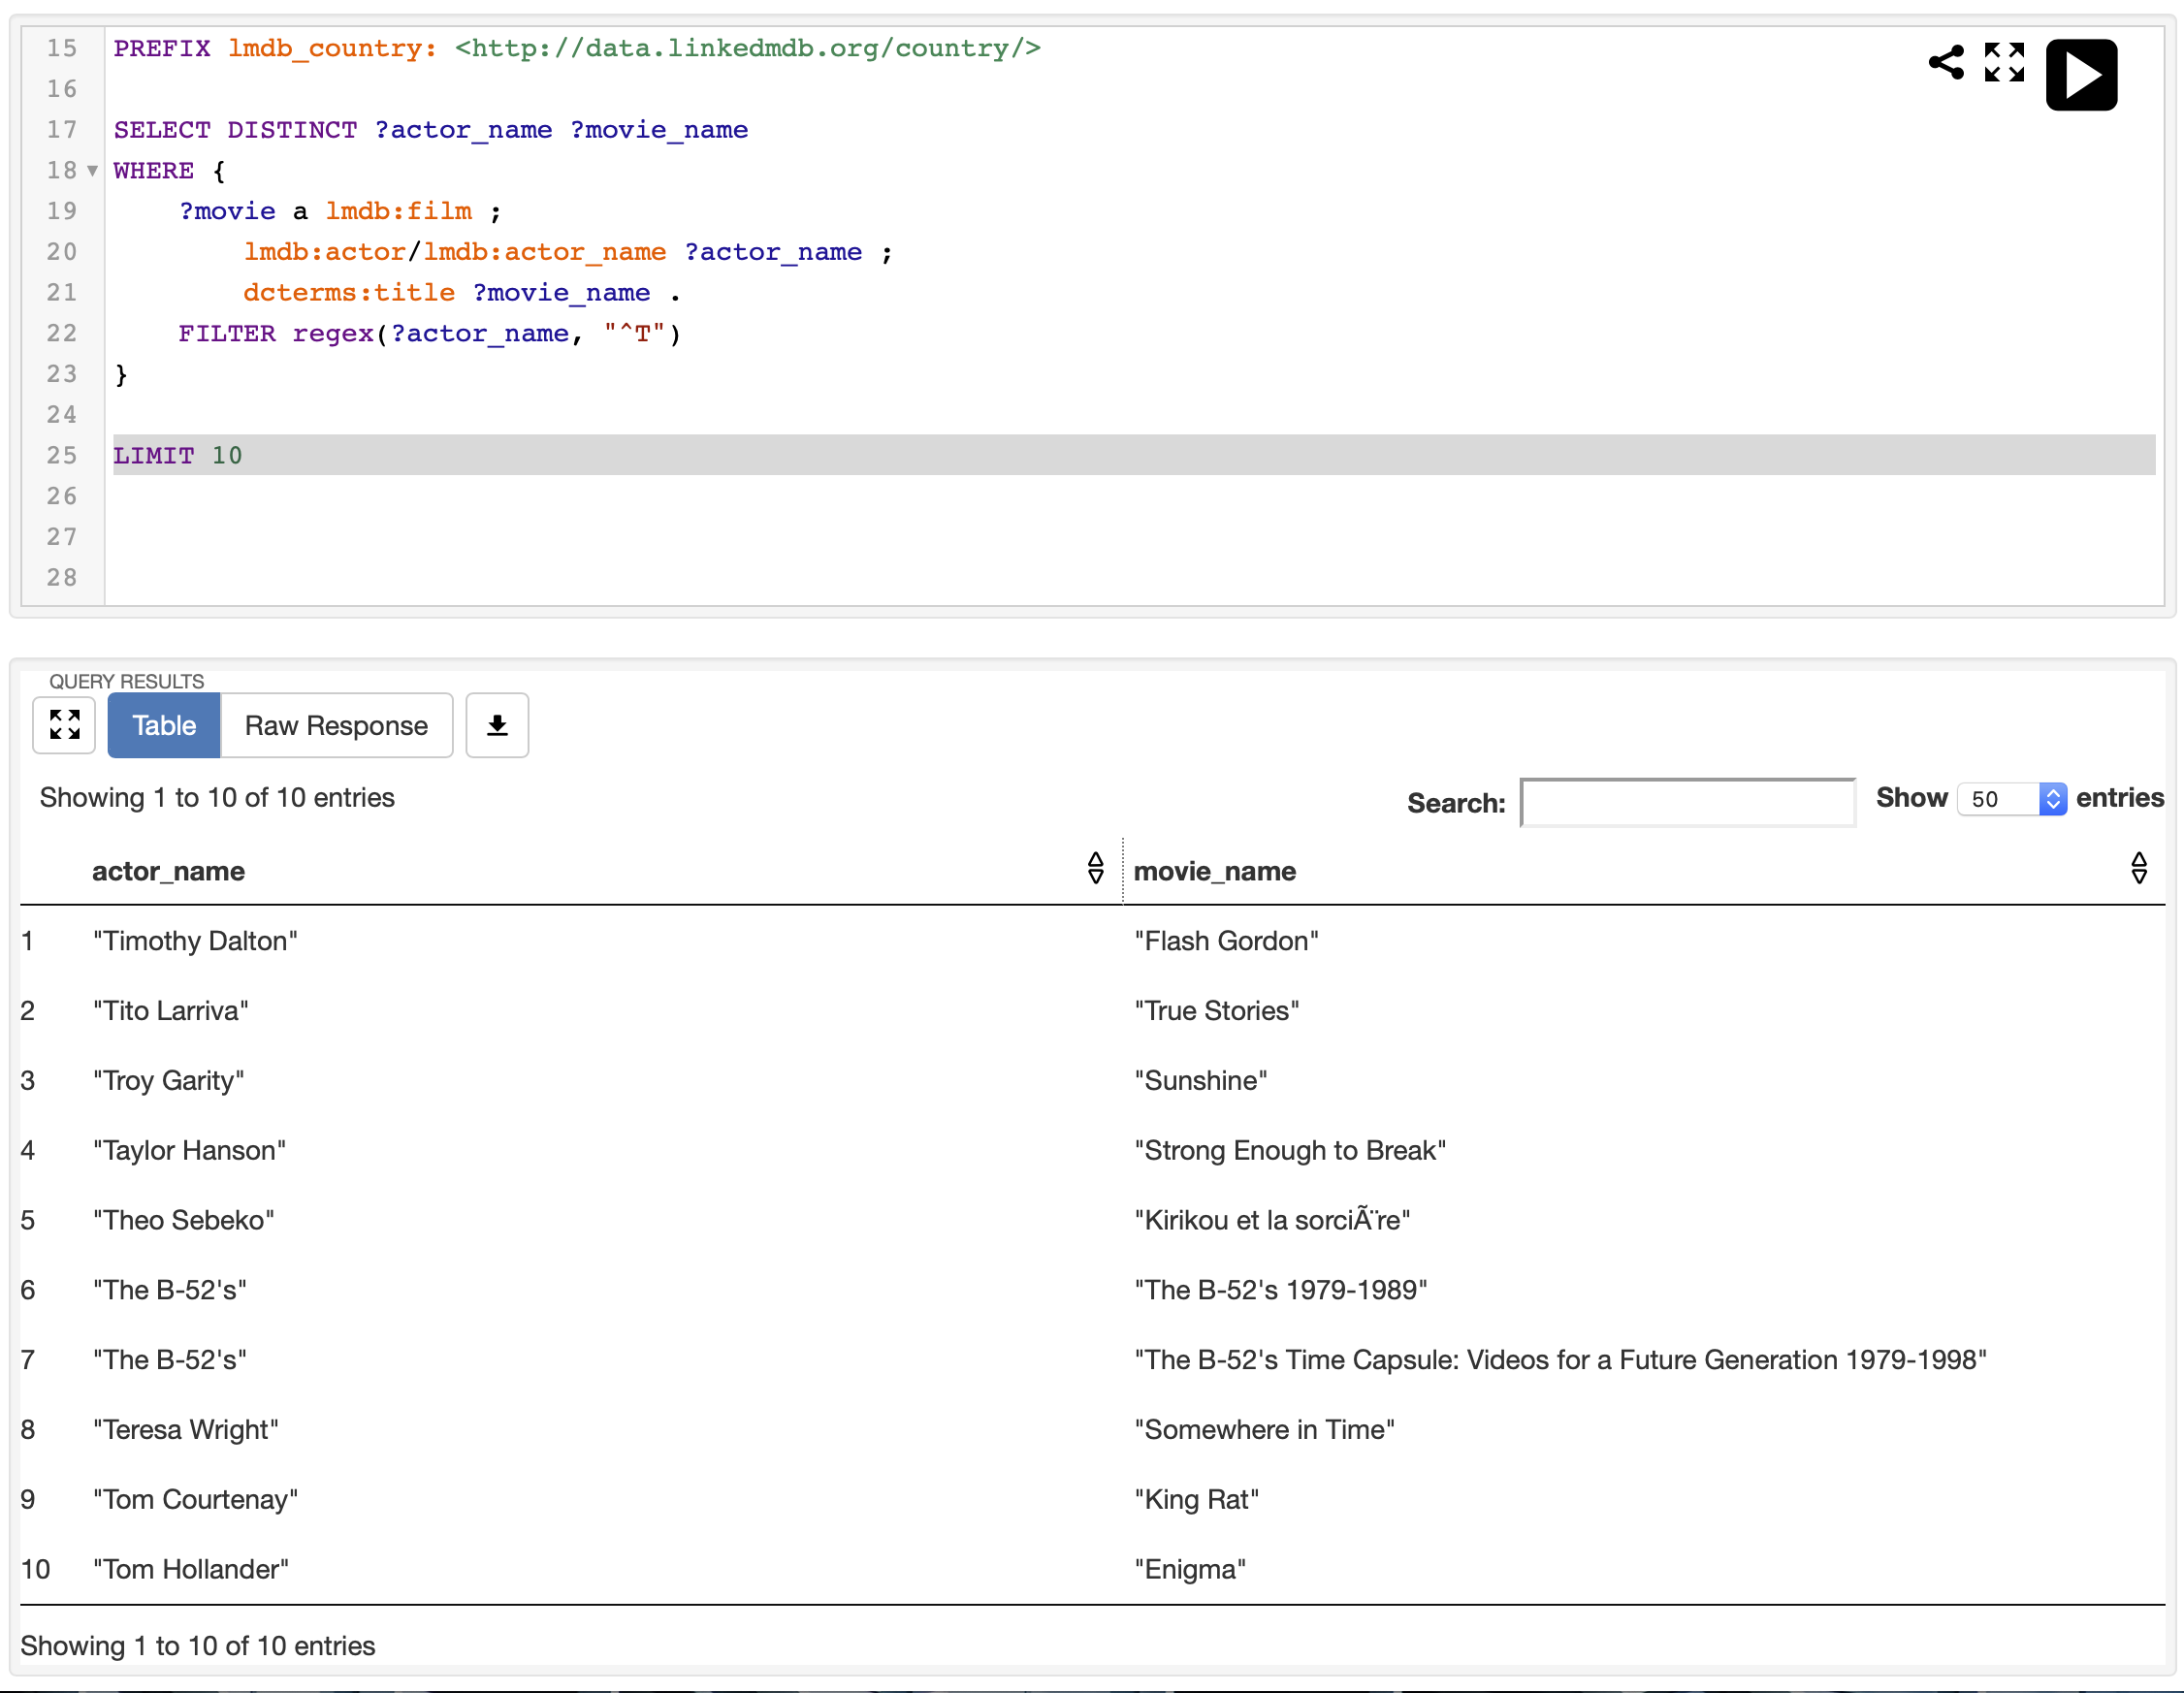 15 PREFIX lmdb_country: <http://data.linkedmdb.org/country/>
16
17 SELECT DISTINCT ?actor_name ?movie_name
18 WHERE {
19 ?movie a lmdb:film ;
20 lmdb:actor/lmdb:actor_name ?actor_name ;
21 dcterms:title ?movie_name .
22 FILTER regex(?actor_name, "^T")
23 }
24
25 LIMIT 10
26
27
28
QUERY RESULTS
Table Raw Response
Showing 1 to 10 of 10 entries Search: Show 50 entries
actor_name movie_name
1 "Timothy Dalton" "Flash Gordon"
2 "Tito Larriva" "True Stories"
3 "Troy Garity" "Sunshine"
4 "Taylor Hanson" "Strong Enough to Break"
5 "Theo Sebeko" "Kirikou et la sorciÃ¨re"
6 "The B-52's" "The B-52's 1979-1989"
7 "The B-52's" "The B-52's Time Capsule: Videos for a Future Generation 1979-1998"
8 "Teresa Wright" "Somewhere in Time"
9 "Tom Courtenay" "King Rat"
10 "Tom Hollander" "Enigma"
Showing 1 to 10 of 10 entries